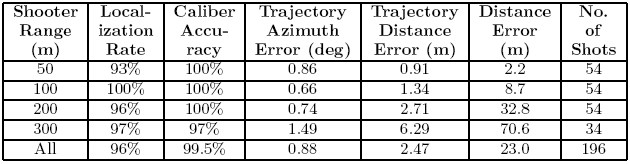 Shooter Local- Caliber Trajectory Trajectory Distance No.
Range ization Accu- Azimuth Distance Error of
(m) Rate racy Error (deg) Error (m) (m) Shots
50 93% 100% 0.86 0.91 2.2 54
100 100% 100% 0.66 1.34 8.7 54
200 96% 100% 0.74 2.71 32.8 54
300 97% 97% 1.49 6.29 70.6 34
All 96% 99.5% 0.88 2.47 23.0 196